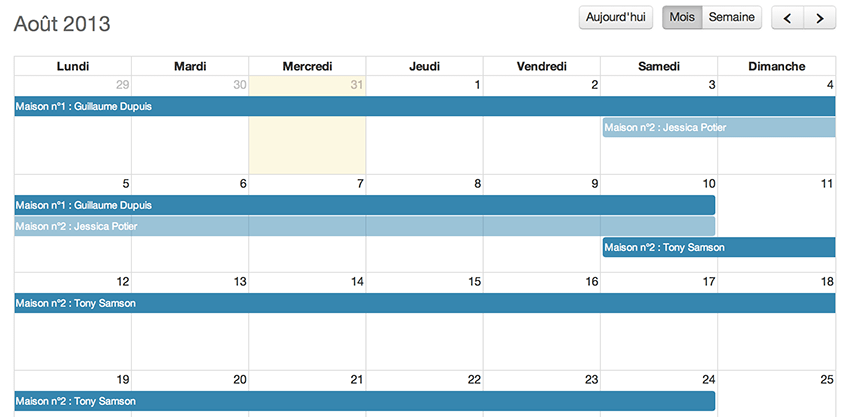 Août 2013 Aujourd'hui Mois Semaine
Lundi Mardi Mercredi Jeudi Vendredi Samedi Dimanche
29 30 31 1 2 3 4
Maison n°1 : Guillaume Dupuis
Maison n°2 : Jessica Potier
5 6 7 8 9 10 11
Maison n°1 : Guillaume Dupuis
Maison n°2 : Jessica Potier
Maison n°2 : Tony Samson
12 13 14 15 16 17 18
Maison n°2 : Tony Samson
19 20 21 22 23 24 25
Maison n°2 : Tony Samson